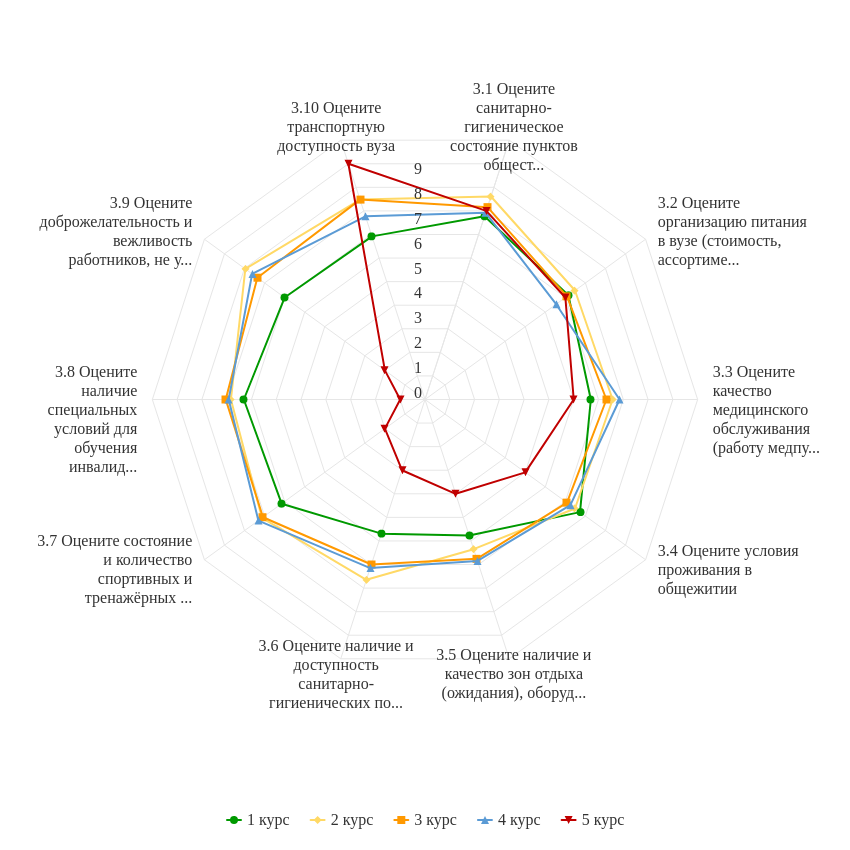 3.1 Оцените
санитарно-
гигиеническое
состояние пунктов
общест...
3.10 Оцените
транспортную
доступность вуза
3.2 Оцените
организацию питания
в вузе (стоимость,
ассортиме...
3.9 Оцените
доброжелательность и
вежливость
работников, не у...
9
8
7
6
5
4
3
2
1
0
3.8 Оцените
наличие
специальных
условий для
обучения
инвалид...
3.3 Оцените
качество
медицинского
обслуживания
(работу медпу...
3.7 Оцените состояние
и количество
спортивных и
тренажёрных ...
3.4 Оцените условия
проживания в
общежитии
3.6 Оцените наличие и
доступность
санитарно-
гигиенических по...
3.5 Оцените наличие и
качество зон отдыха
(ожидания), оборуд...
1 курс 2 курс 3 курс 4 курс 5 курс